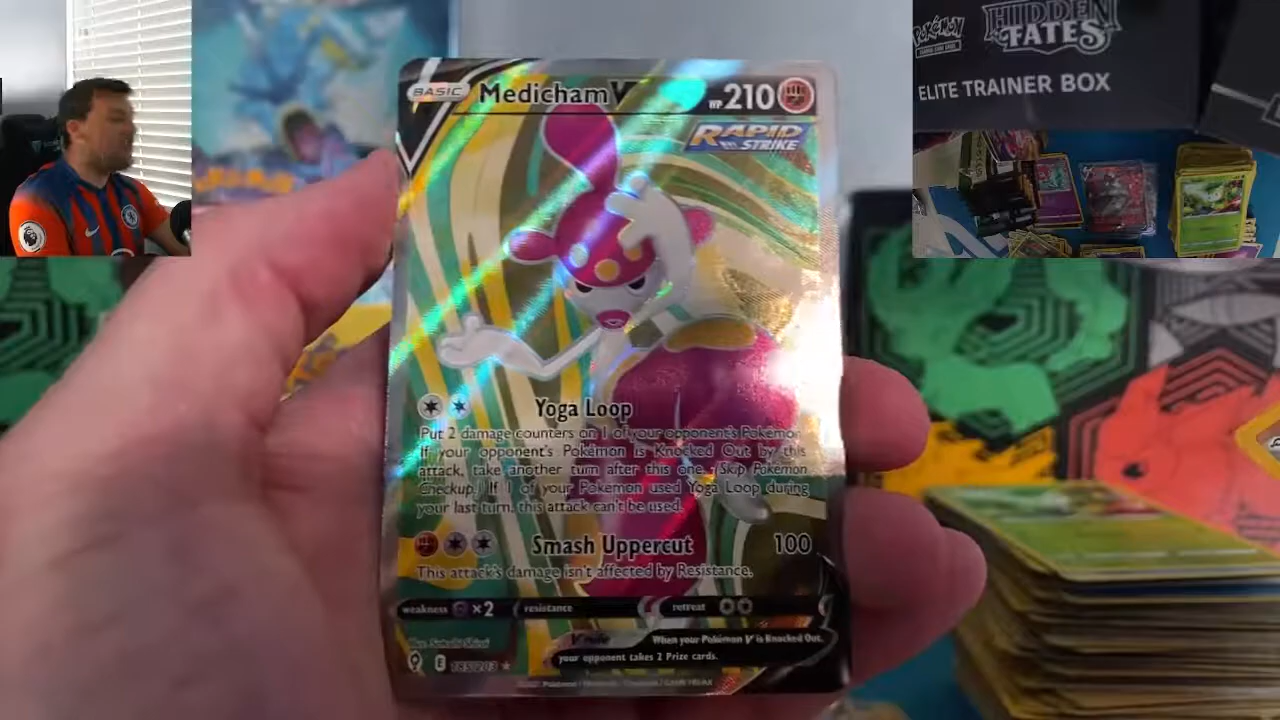 BASIC Medicham V HP 210
RAPID STRIKE
Yoga Loop
Put 2 damage counters on 1 of your opponent's Pokémon.
If your opponent's Pokémon is Knocked Out by this
attack, take another turn after this one. (Skip Pokémon
Checkup.) If 1 of your Pokémon used Yoga Loop during
your last turn, this attack can't be used.
Smash Uppercut 100
This attack's damage isn't affected by Resistance.
weakness ×2 resistance retreat
V rule When your Pokémon V is Knocked Out,
your opponent takes 2 Prize cards.
E 185/203
POKÉMON
HIDDEN
FATES
ELITE TRAINER BOX